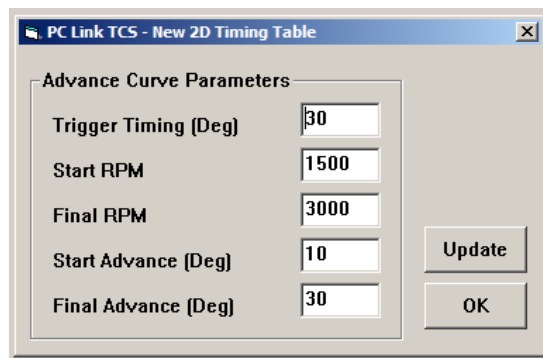 PC Link TCS - New 2D Timing Table
Advance Curve Parameters
Trigger Timing (Deg) 30
Start RPM 1500
Final RPM 3000
Start Advance (Deg) 10
Update
Final Advance (Deg) 30
OK